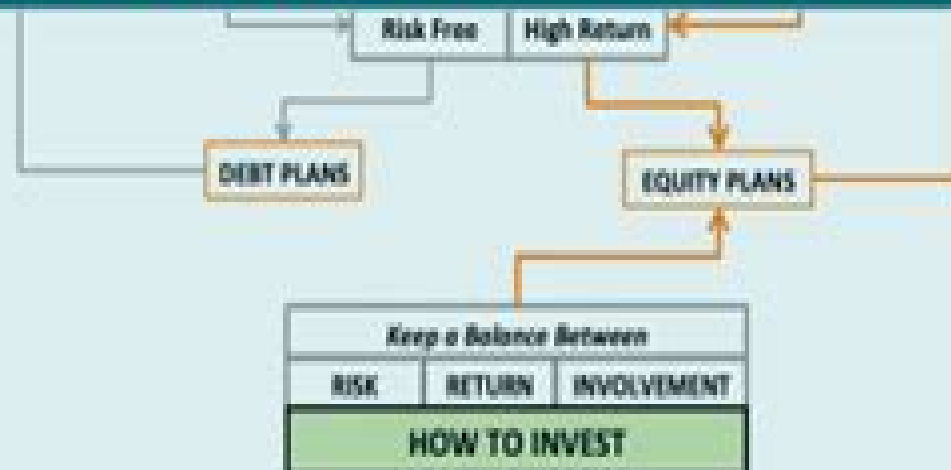 Risk Free High Return
DEBT PLANS
EQUITY PLANS
Keep a Balance Between
RISK RETURN INVOLVEMENT
HOW TO INVEST